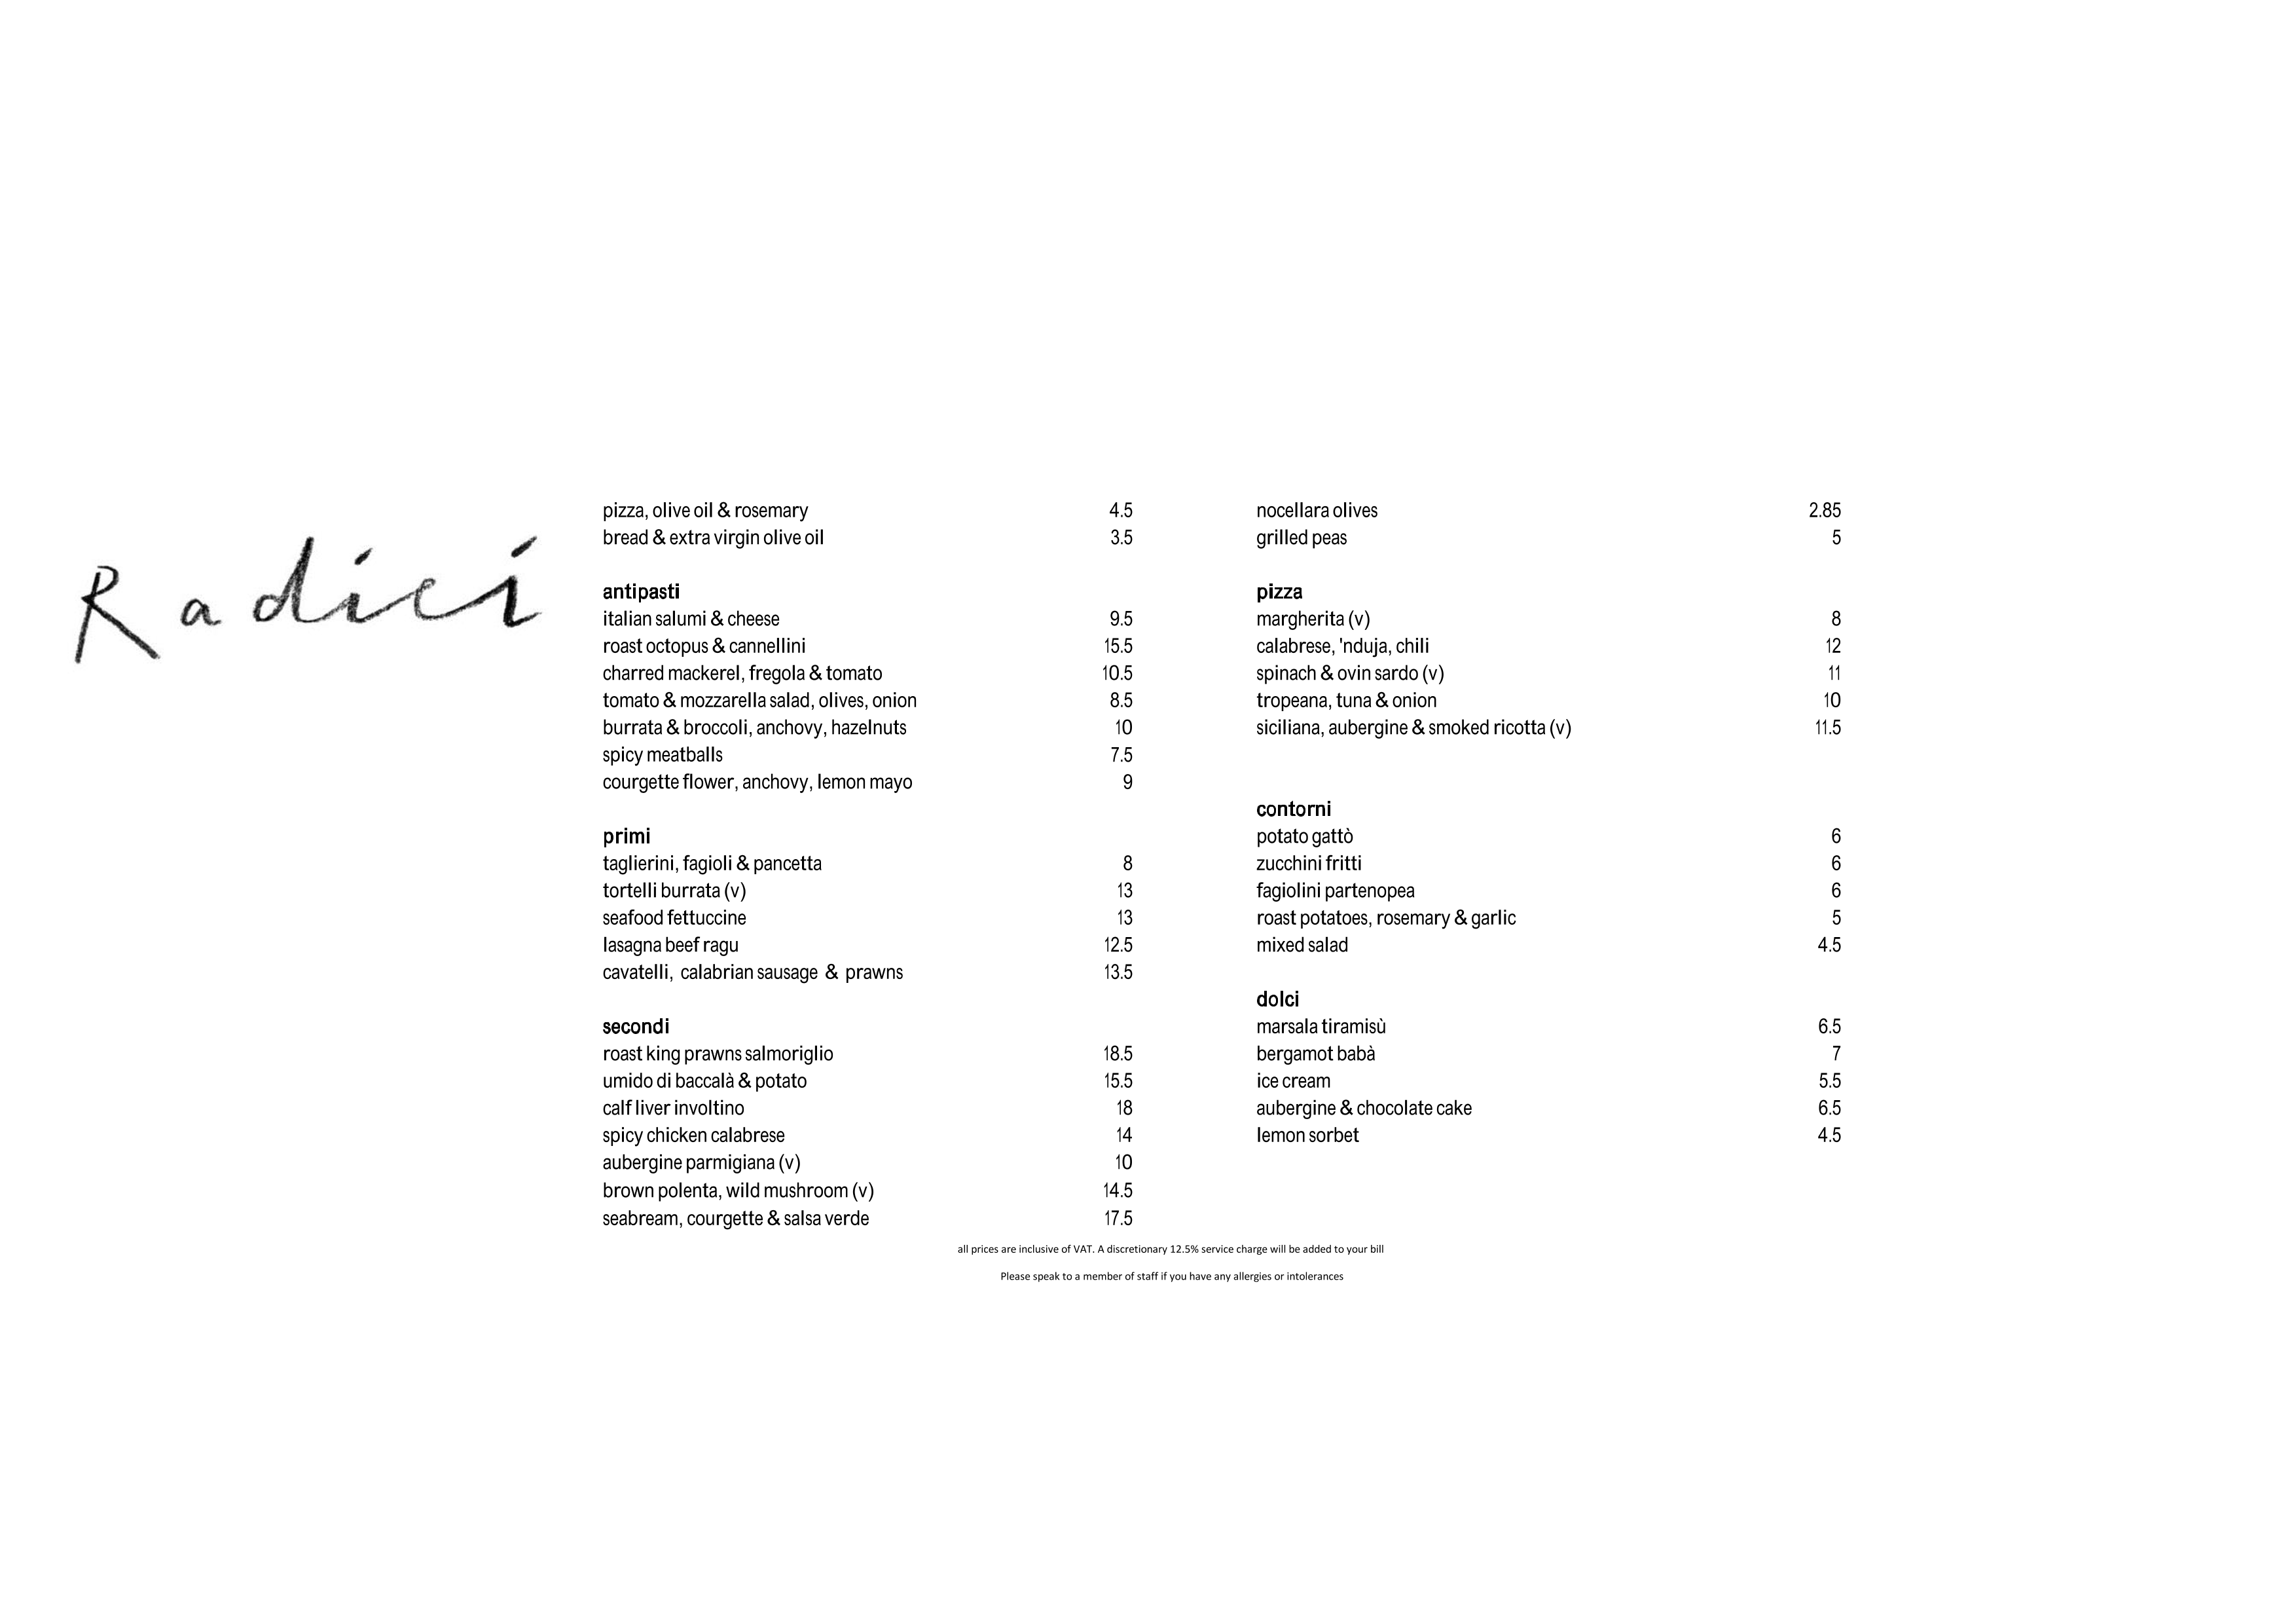 Radici
pizza, olive oil & rosemary 4.5
bread & extra virgin olive oil 3.5
antipasti
italian salumi & cheese 9.5
roast octopus & cannellini 15.5
charred mackerel, fregola & tomato 10.5
tomato & mozzarella salad, olives, onion 8.5
burrata & broccoli, anchovy, hazelnuts 10
spicy meatballs 7.5
courgette flower, anchovy, lemon mayo 9
primi
taglierini, fagioli & pancetta 8
tortelli burrata (v) 13
seafood fettuccine 13
lasagna beef ragu 12.5
cavatelli, calabrian sausage & prawns 13.5
secondi
roast king prawns salmoriglio 18.5
umido di baccalà & potato 15.5
calf liver involtino 18
spicy chicken calabrese 14
aubergine parmigiana (v) 10
brown polenta, wild mushroom (v) 14.5
seabream, courgette & salsa verde 17.5
nocellara olives 2.85
grilled peas 5
pizza
margherita (v) 8
calabrese, 'nduja, chili 12
spinach & ovin sardo (v) 11
tropeana, tuna & onion 10
siciliana, aubergine & smoked ricotta (v) 11.5
contorni
potato gattò 6
zucchini fritti 6
fagiolini partenopea 6
roast potatoes, rosemary & garlic 5
mixed salad 4.5
dolci
marsala tiramisù 6.5
bergamot babà 7
ice cream 5.5
aubergine & chocolate cake 6.5
lemon sorbet 4.5
all prices are inclusive of VAT. A discretionary 12.5% service charge will be added to your bill
Please speak to a member of staff if you have any allergies or intolerances